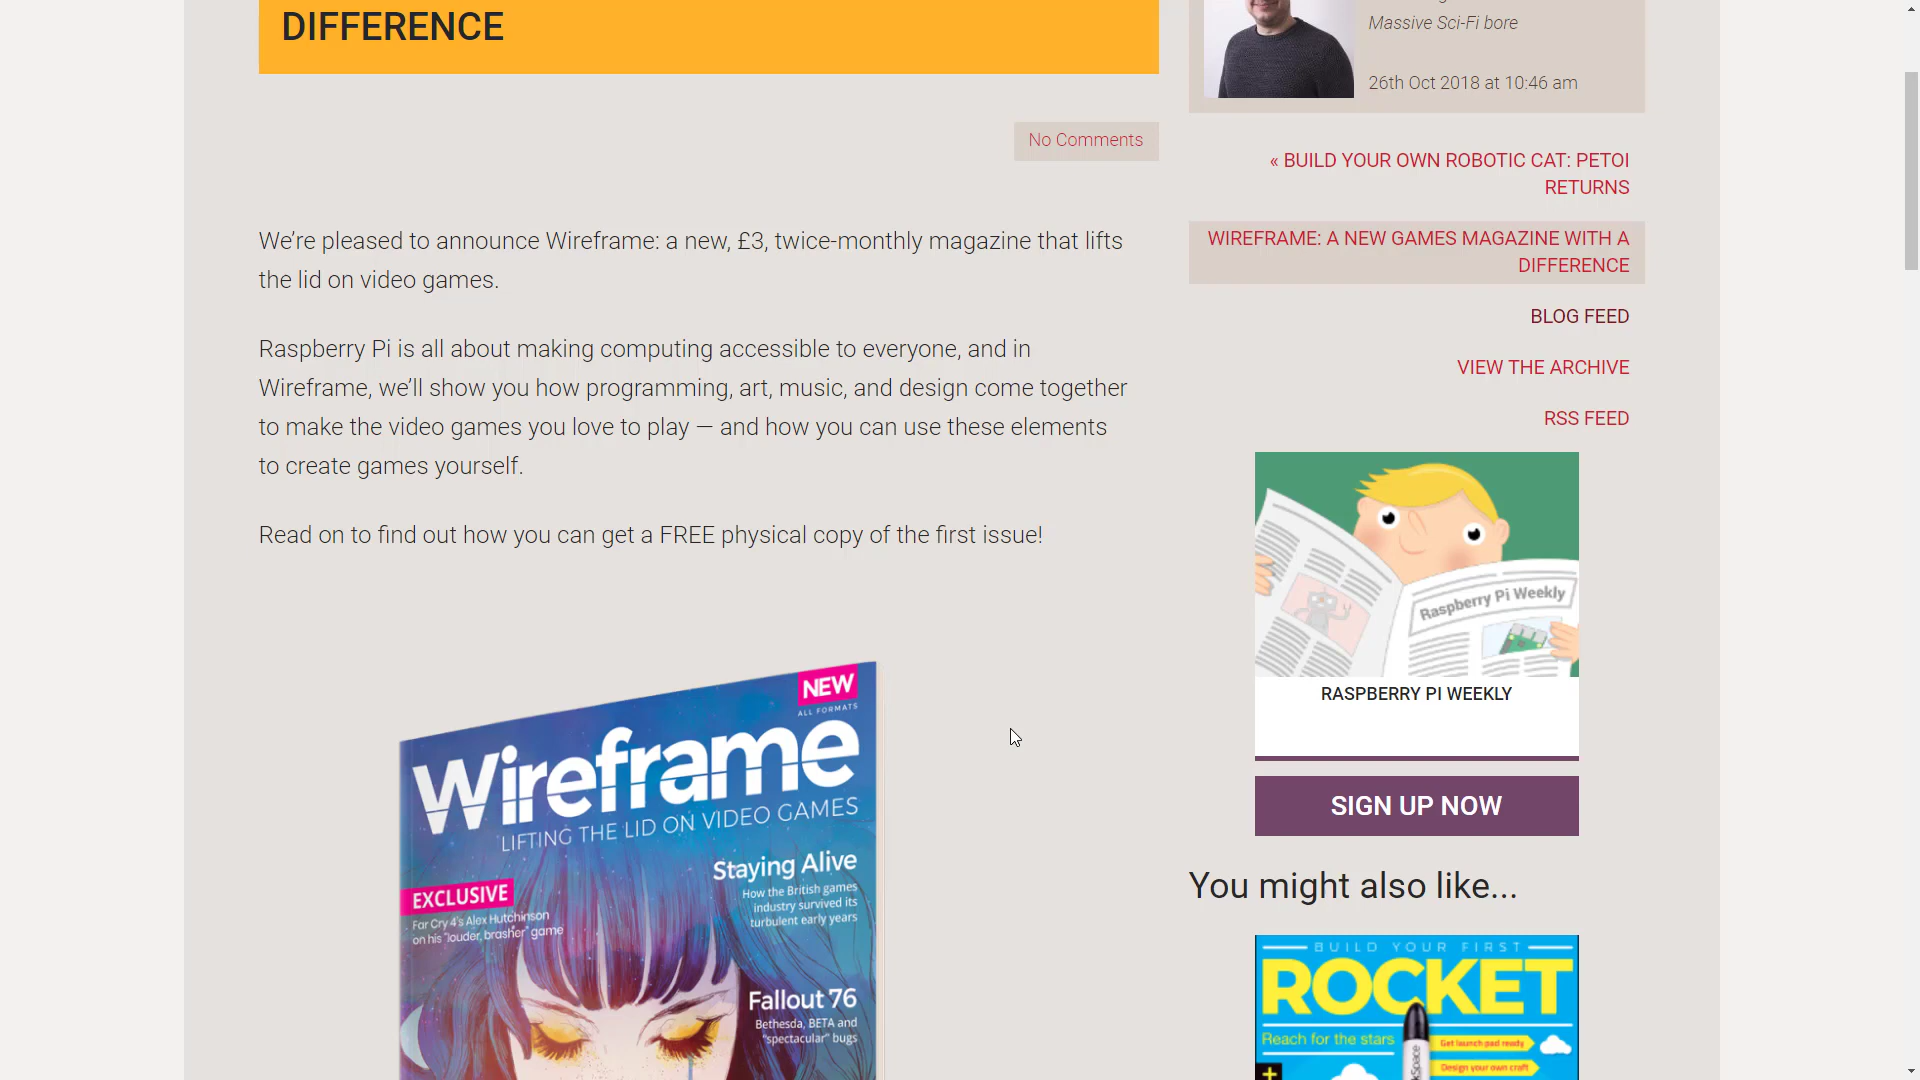 DIFFERENCE
Massive Sci-Fi bore
26th Oct 2018 at 10:46 am
No Comments
« BUILD YOUR OWN ROBOTIC CAT: PETOI
RETURNS
WIREFRAME: A NEW GAMES MAGAZINE WITH A
DIFFERENCE
BLOG FEED
VIEW THE ARCHIVE
RSS FEED
We’re pleased to announce Wireframe: a new, £3, twice-monthly magazine that lifts
the lid on video games.
Raspberry Pi is all about making computing accessible to everyone, and in
Wireframe, we’ll show you how programming, art, music, and design come together
to make the video games you love to play — and how you can use these elements
to create games yourself.
Read on to find out how you can get a FREE physical copy of the first issue!
NEW
ALL FORMATS
Wireframe
LIFTING THE LID ON VIDEO GAMES
Staying Alive
How the British games
industry survived its
turbulent early years
EXCLUSIVE
Far Cry 4's Alex Hutchinson
on his "louder, brasher" game
Fallout 76
Bethesda, BETA and
"spectacular" bugs
Raspberry Pi Weekly
RASPBERRY PI WEEKLY
SIGN UP NOW
You might also like...
BUILD YOUR FIRST
ROCKET
Reach for the stars
Get launch pad ready
Design your own craft